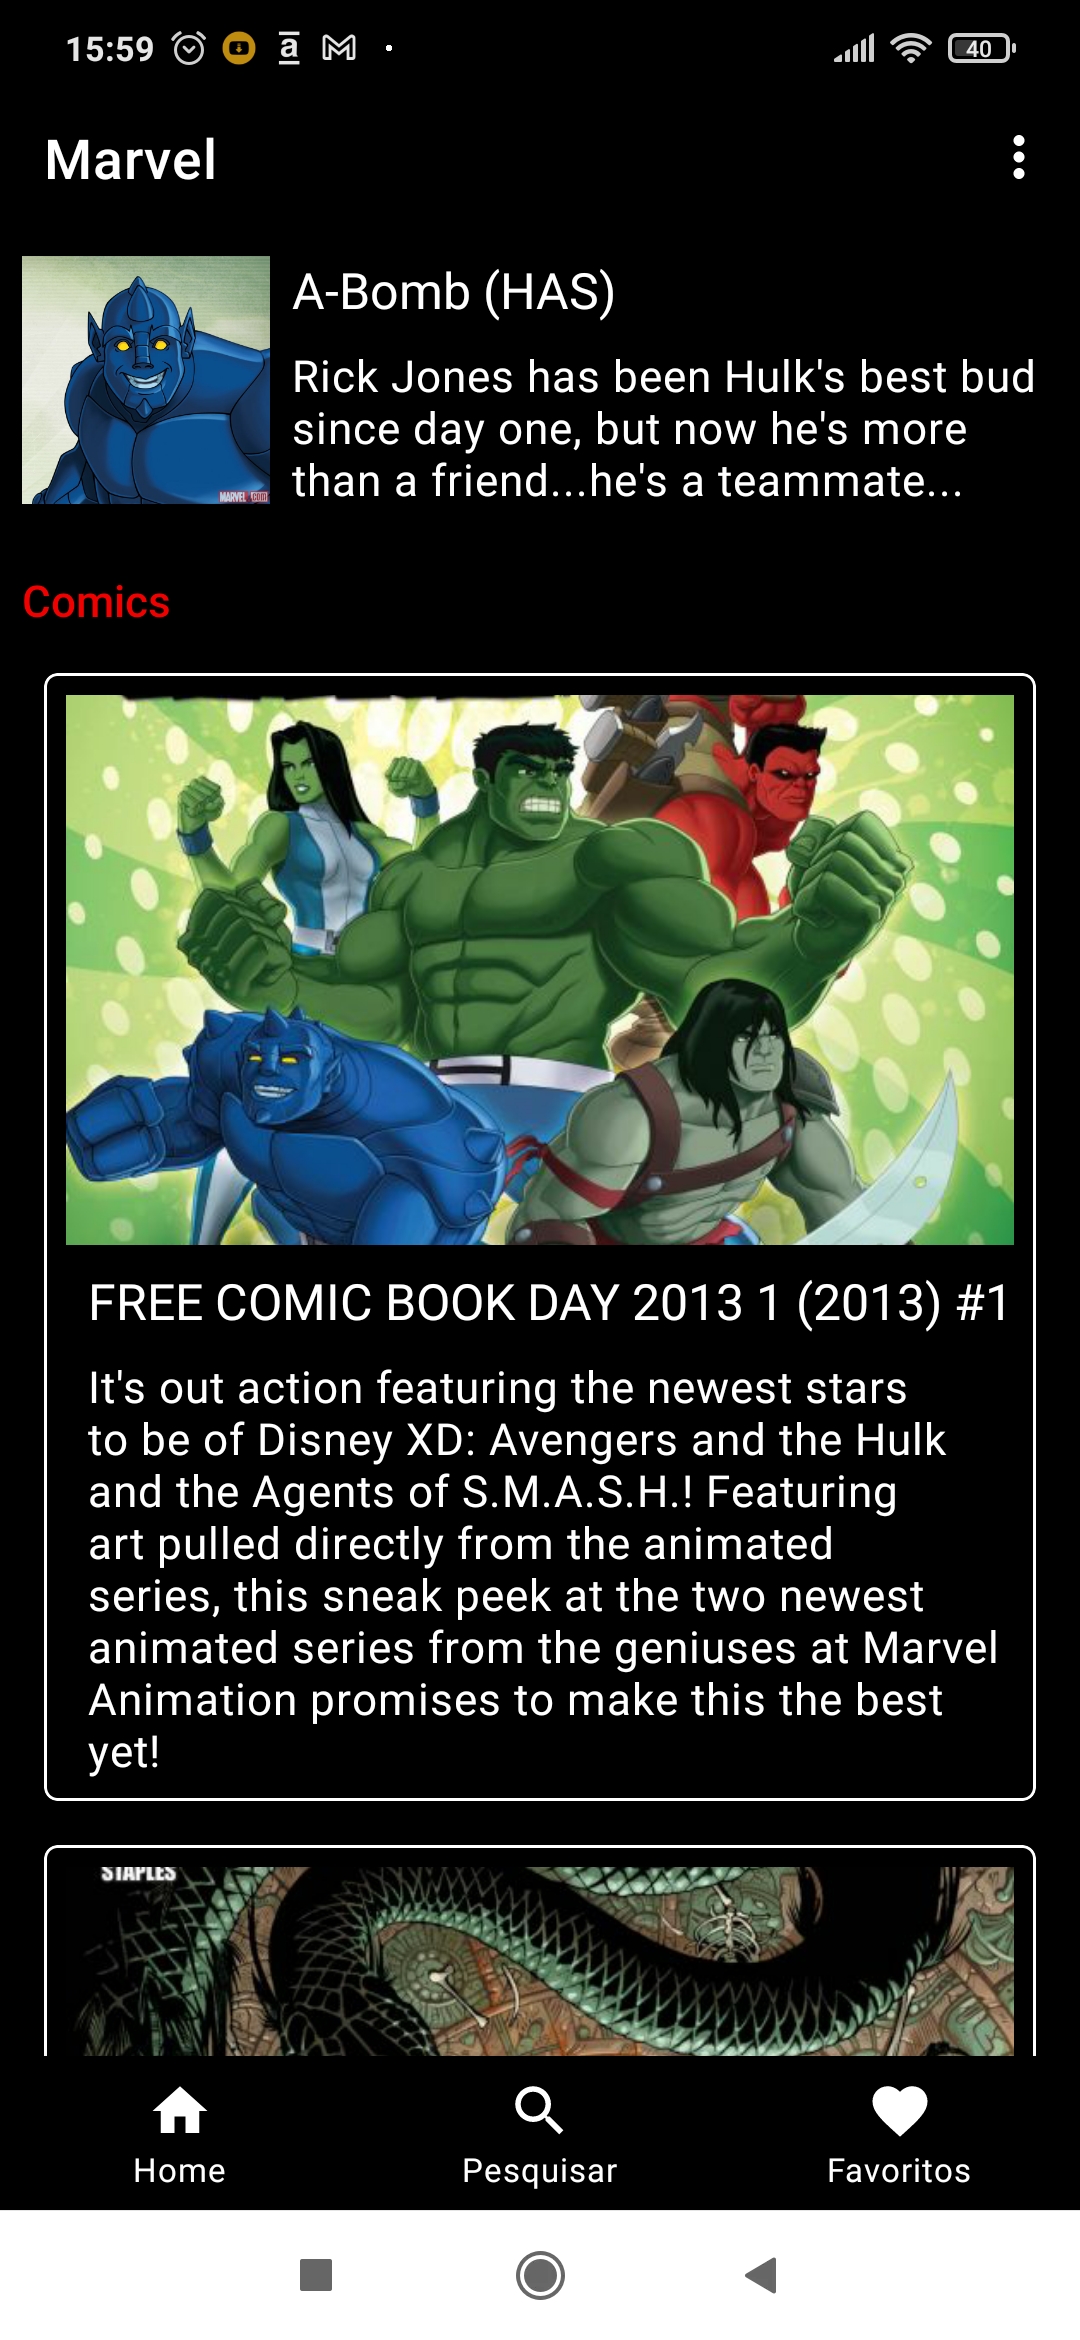 15:59 a 40
Marvel
A-Bomb (HAS)
Rick Jones has been Hulk's best bud
since day one, but now he's more
than a friend...he's a teammate...
MARVEL .com
Comics
FREE COMIC BOOK DAY 2013 1 (2013) #1
It's out action featuring the newest stars
to be of Disney XD: Avengers and the Hulk
and the Agents of S.M.A.S.H.! Featuring
art pulled directly from the animated
series, this sneak peek at the two newest
animated series from the geniuses at Marvel
Animation promises to make this the best
yet!
STAPLES
Home Pesquisar Favoritos